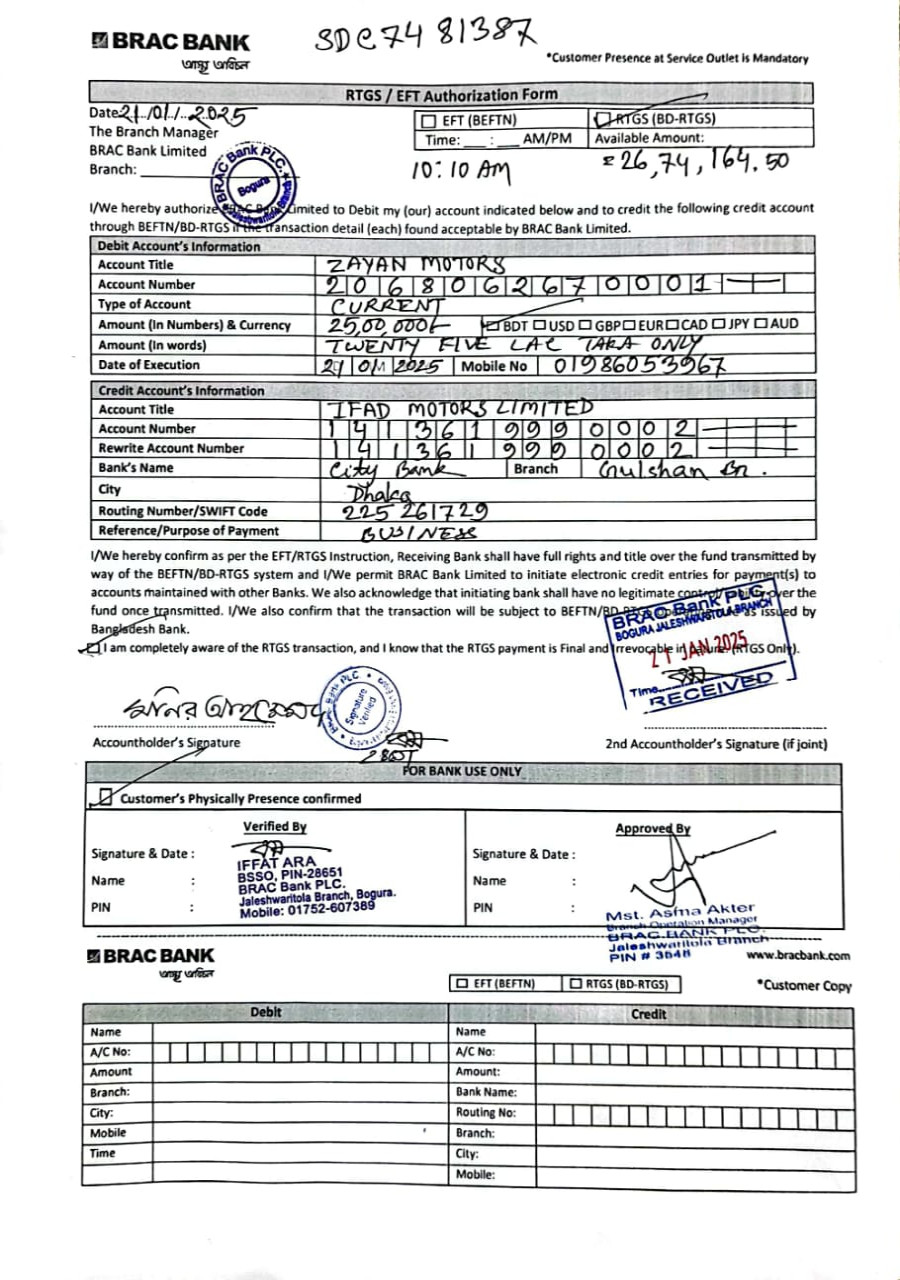 BRAC BANK
SDC7481387
*Customer Presence at Service Outlet is Mandatory
RTGS / EFT Authorization Form
Date 21/01/2025
EFT (BEFTN) RTGS (BD-RTGS)
The Branch Manager
Time: __ : __ AM/PM Available Amount:
BRAC Bank Limited
10:10 AM =26,74,164.50
Branch:
BRAC Bank PLC. Bogura Jaleshwaritola Branch
I/We hereby authorize BRAC Bank Limited to Debit my (our) account indicated below and to credit the following credit account
through BEFTN/BD-RTGS if the transaction detail (each) found acceptable by BRAC Bank Limited.
Debit Account's Information
Account Title ZAYAN MOTORS
Account Number 2068062670001
Type of Account CURRENT
Amount (In Numbers) & Currency 25,00,000/- BDT USD GBP EUR CAD JPY AUD
Amount (In words) TWENTY FIVE LAC TAKA ONLY
Date of Execution 21 01 2025 Mobile No 01986053967
Credit Account's Information
Account Title IFAD MOTORS LIMITED
Account Number 1413619990002
Rewrite Account Number 1413619990002
Bank's Name City Bank Branch Gulshan Br.
City Dhaka
Routing Number/SWIFT Code 225261729
Reference/Purpose of Payment BUSINESS
I/We hereby confirm as per the EFT/RTGS Instruction, Receiving Bank shall have full rights and title over the fund transmitted by
way of the BEFTN/BD-RTGS system and I/We permit BRAC Bank Limited to initiate electronic credit entries for payment(s) to
accounts maintained with other Banks. We also acknowledge that initiating bank shall have no legitimate control/ability over the
fund once transmitted. I/We also confirm that the transaction will be subject to BEFTN/BD-RTGS as issued by
Bangladesh Bank.
I am completely aware of the RTGS transaction, and I know that the RTGS payment is Final and Irrevocable in nature. (RTGS Only).
BRAC Bank PLC.
BOGURA JALESHWARITOLA BRANCH
21 JAN 2025
Time
RECEIVED
Signature Verified
Accountholder's Signature 2nd Accountholder's Signature (if joint)
FOR BANK USE ONLY
Customer's Physically Presence confirmed
Verified By Approved By
Signature & Date : Signature & Date :
Name : Name :
PIN : PIN :
IFFAT ARA
BSSO, PIN-28651
BRAC Bank PLC.
Jaleshwaritola Branch, Bogura.
Mobile: 01752-607389
Mst. Asma Akter
Branch Operation Manager
BRAC BANK PLC.
Jaleshwaritola Branch
PIN # 3648
BRAC BANK
www.bracbank.com
EFT (BEFTN) RTGS (BD-RTGS) *Customer Copy
Debit Credit
Name Name
A/C No: A/C No:
Amount Amount:
Branch: Bank Name:
City: Routing No:
Mobile Branch:
Time City:
Mobile: